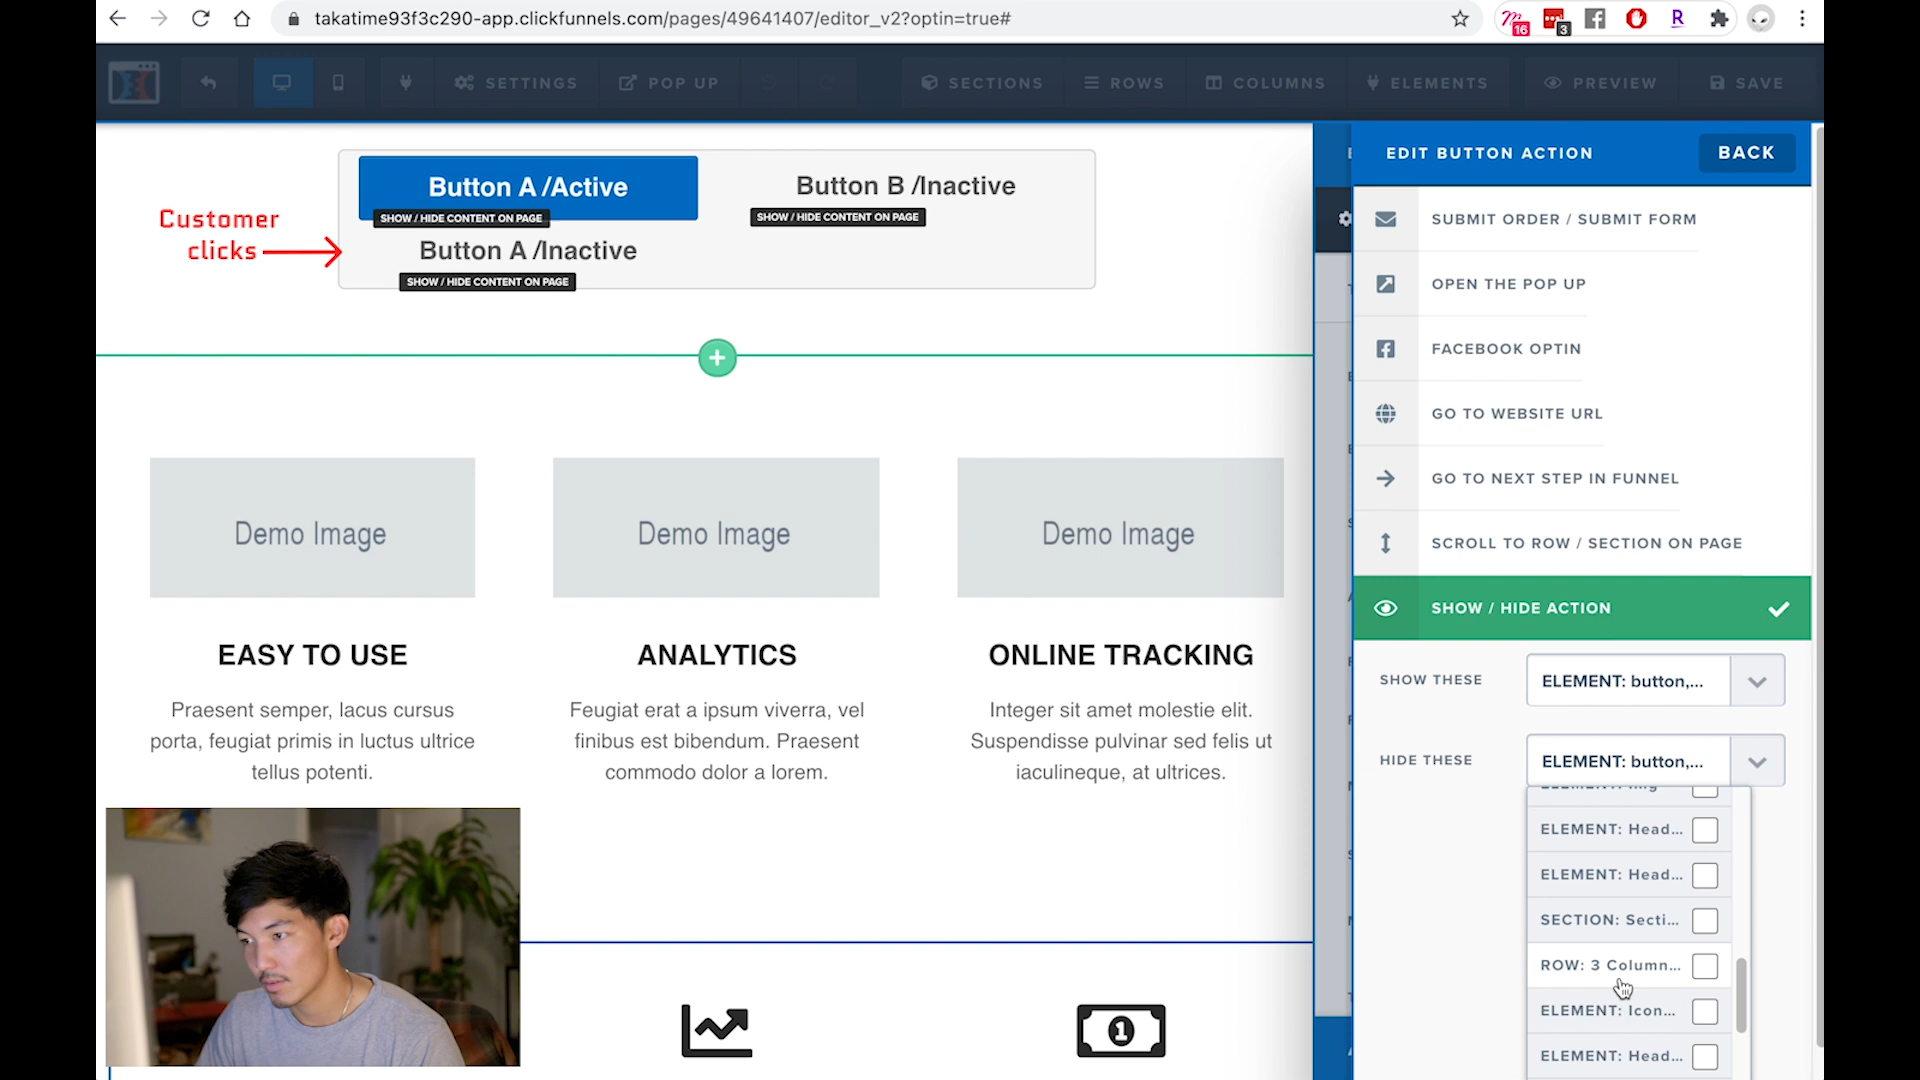 takatime93f3c290-app.clickfunnels.com/pages/49641407/editor_v2?optin=true#
16
3
R
SETTINGS
POP UP
SECTIONS
ROWS
COLUMNS
ELEMENTS
PREVIEW
SAVE
Customer
clicks
Button A /Active
SHOW / HIDE CONTENT ON PAGE
Button B /Inactive
SHOW / HIDE CONTENT ON PAGE
Button A /Inactive
SHOW / HIDE CONTENT ON PAGE
Demo Image
Demo Image
Demo Image
EASY TO USE
Praesent semper, lacus cursus
porta, feugiat primis in luctus ultrice
tellus potenti.
ANALYTICS
Feugiat erat a ipsum viverra, vel
finibus est bibendum. Praesent
commodo dolor a lorem.
ONLINE TRACKING
Integer sit amet molestie elit.
Suspendisse pulvinar sed felis ut
iaculineque, at ultrices.
1
EDIT BUTTON ACTION
BACK
SUBMIT ORDER / SUBMIT FORM
OPEN THE POP UP
FACEBOOK OPTIN
GO TO WEBSITE URL
GO TO NEXT STEP IN FUNNEL
SCROLL TO ROW / SECTION ON PAGE
SHOW / HIDE ACTION
SHOW THESE
ELEMENT: button,...
HIDE THESE
ELEMENT: button,...
ELEMENT: Head...
ELEMENT: Head...
SECTION: Secti...
ROW: 3 Column...
ELEMENT: Icon...
ELEMENT: Head...